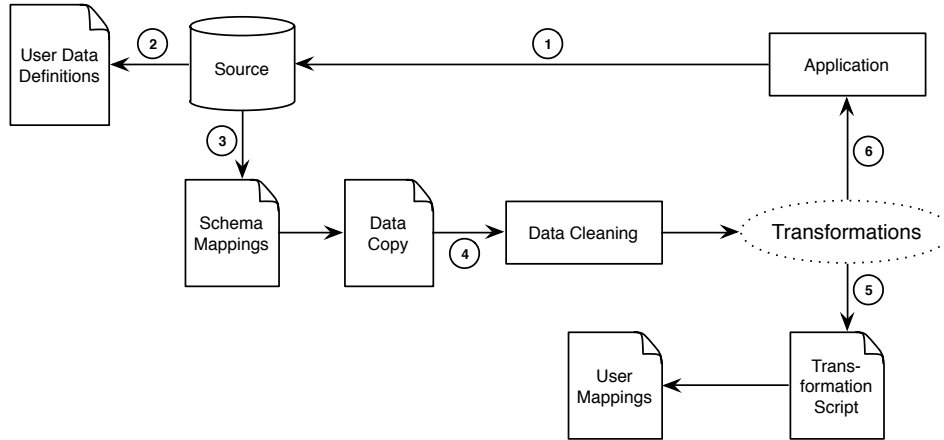 2
1
User Data
Definitions
Source
Application
3
6
Schema
Mappings
Data
Copy
4
Data Cleaning
Transformations
5
User
Mappings
Trans-
formation
Script